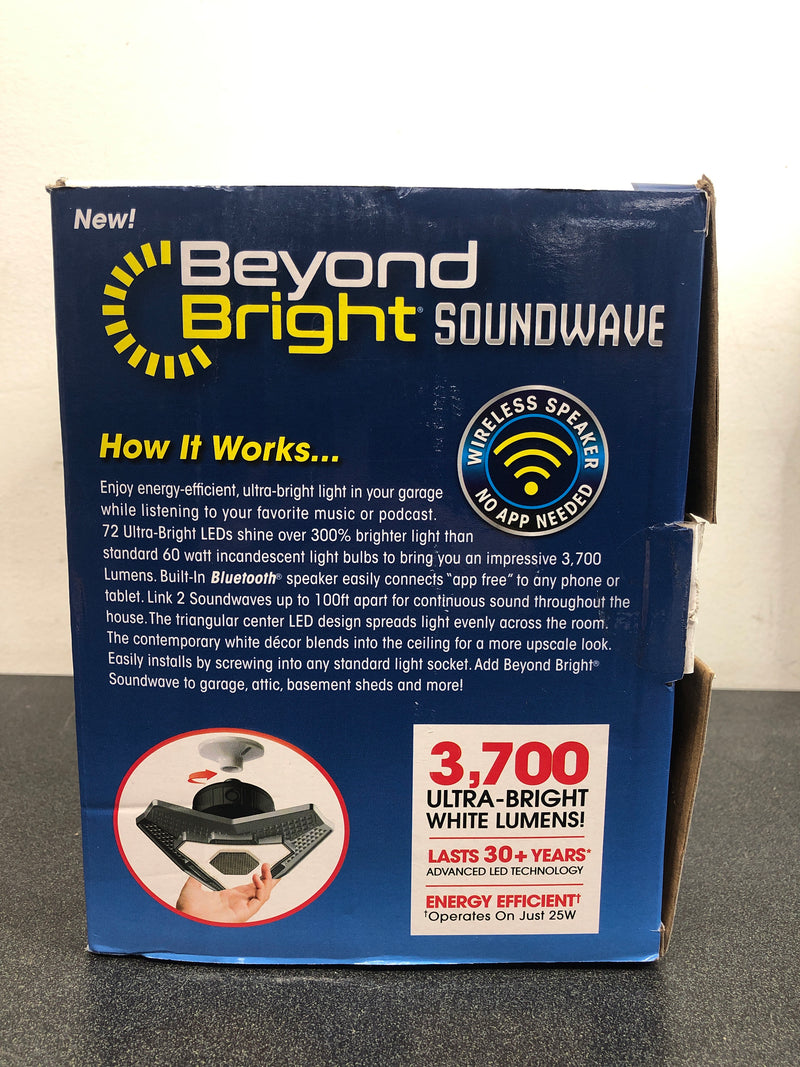 New!
Beyond
Bright® SOUNDWAVE
WIRELESS SPEAKER
NO APP NEEDED
How It Works...
Enjoy energy-efficient, ultra-bright light in your garage
while listening to your favorite music or podcast.
72 Ultra-Bright LEDs shine over 300% brighter light than
standard 60 watt incandescent light bulbs to bring you an impressive 3,700
Lumens. Built-In Bluetooth® speaker easily connects "app free" to any phone or
tablet. Link 2 Soundwaves up to 100ft apart for continuous sound throughout the
house. The triangular center LED design spreads light evenly across the room.
The contemporary white décor blends into the ceiling for a more upscale look.
Easily installs by screwing into any standard light socket. Add Beyond Bright®
Soundwave to garage, attic, basement sheds and more!
3,700
ULTRA-BRIGHT
WHITE LUMENS!
LASTS 30+ YEARS*
ADVANCED LED TECHNOLOGY
ENERGY EFFICIENT†
†Operates On Just 25W